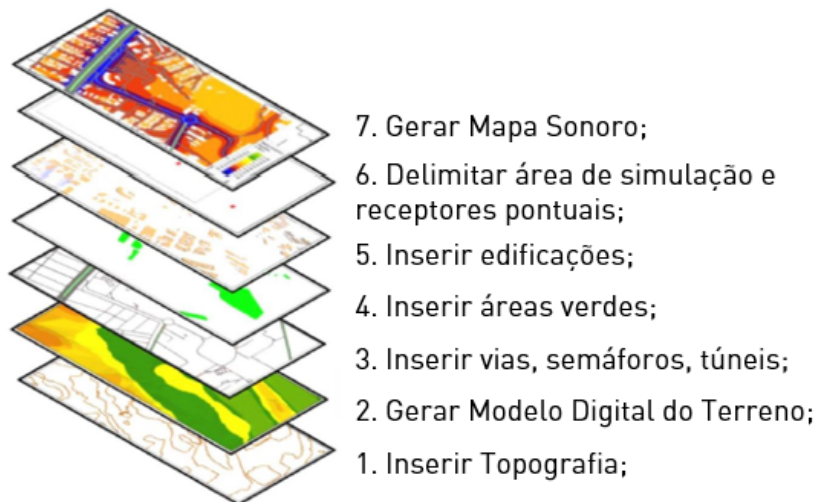 7. Gerar Mapa Sonoro;
6. Delimitar área de simulação e
receptores pontuais;
5. Inserir edificações;
4. Inserir áreas verdes;
3. Inserir vias, semáforos, túneis;
2. Gerar Modelo Digital do Terreno;
1. Inserir Topografia;